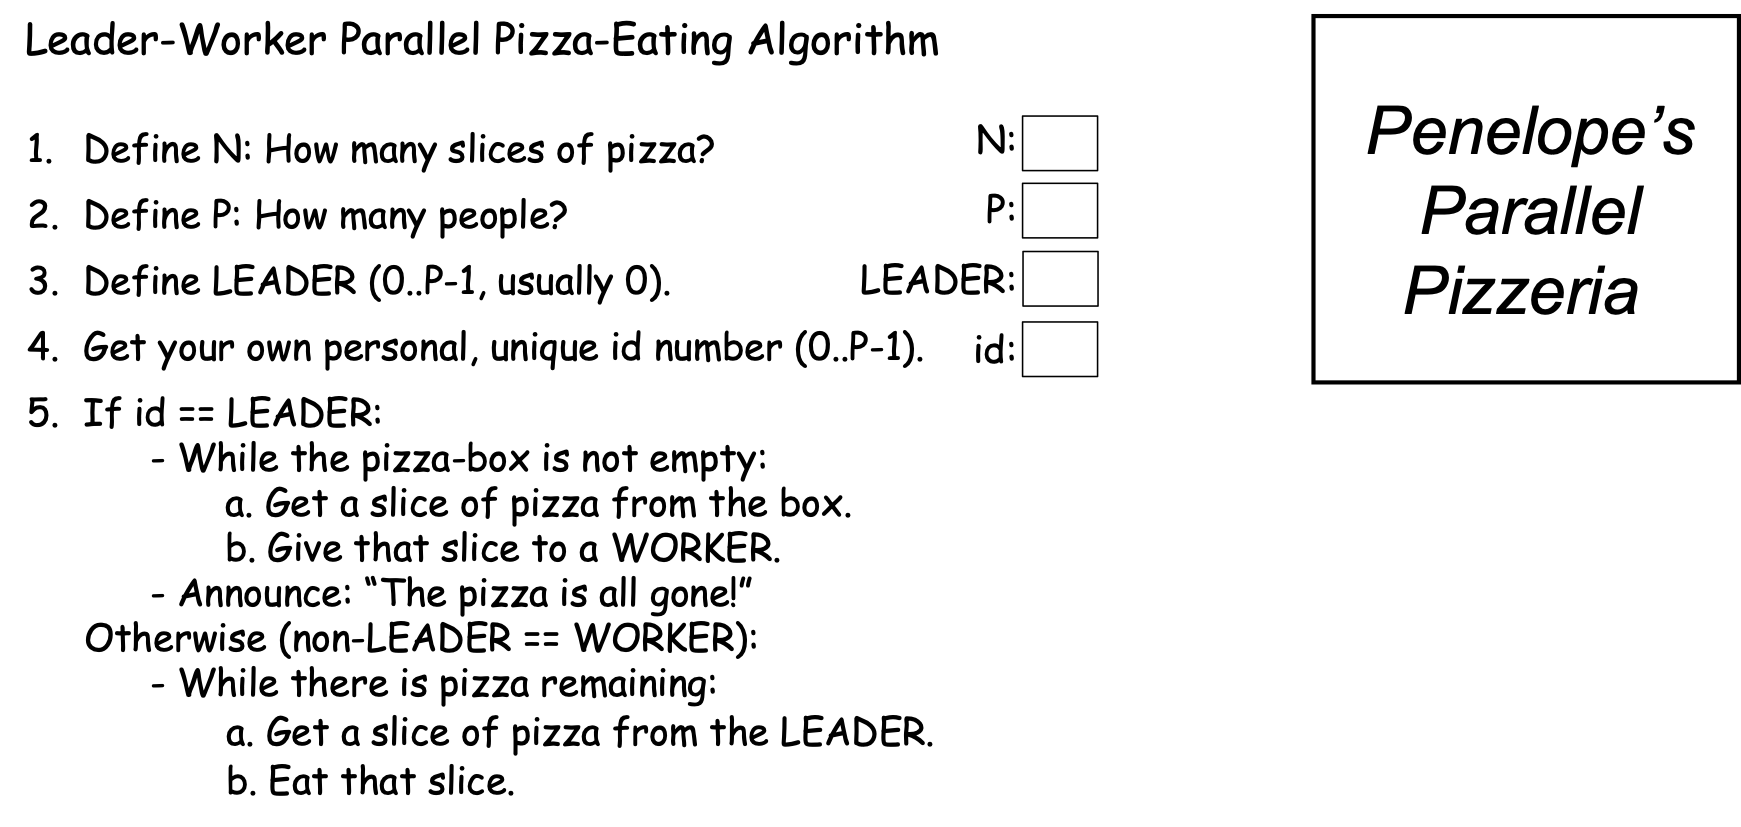 Leader-Worker Parallel Pizza-Eating Algorithm
1. Define N: How many slices of pizza?
N:
2. Define P: How many people?
P:
3. Define LEADER (0..P-1, usually 0).
LEADER:
4. Get your own personal, unique id number (0..P-1).
id:
5. If id == LEADER:
- While the pizza-box is not empty:
a. Get a slice of pizza from the box.
b. Give that slice to a WORKER.
- Announce: “The pizza is all gone!”
Otherwise (non-LEADER == WORKER):
- While there is pizza remaining:
a. Get a slice of pizza from the LEADER.
b. Eat that slice.
Penelope’s
Parallel
Pizzeria